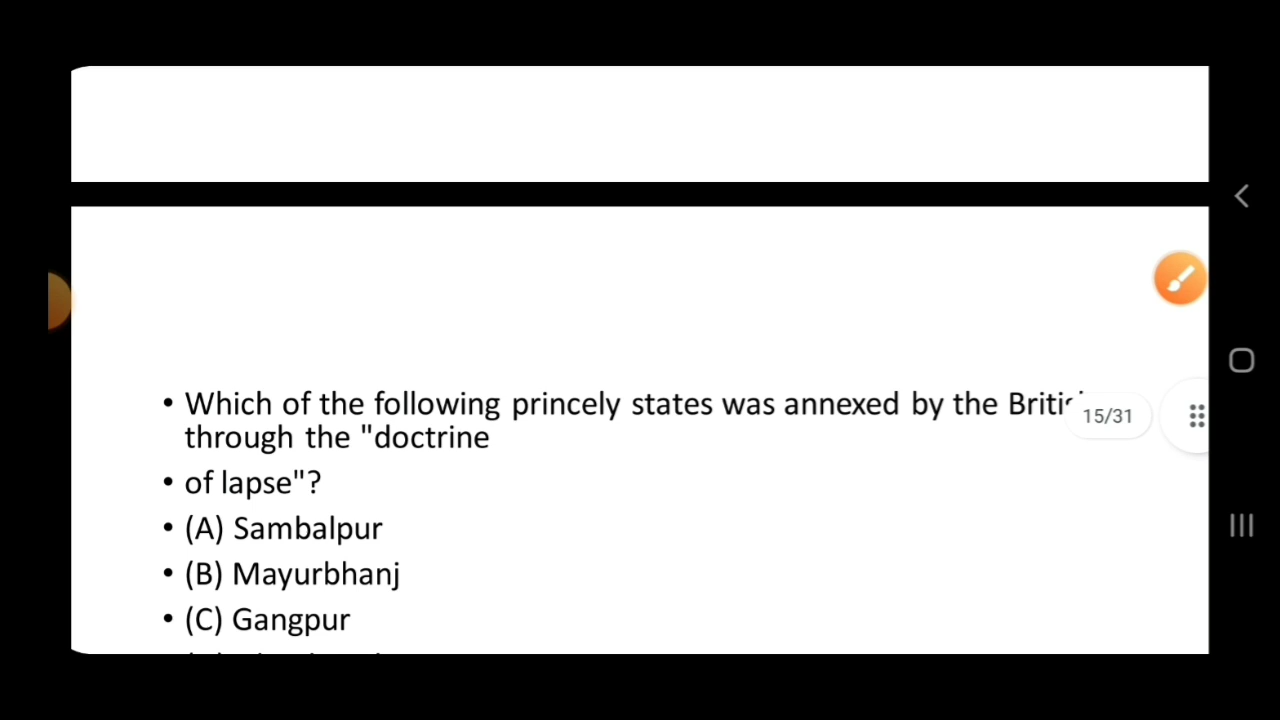 • Which of the following princely states was annexed by the
through the "doctrine
• of lapse"?
• (A) Sambalpur
• (B) Mayurbhanj
• (C) Gangpur
15/31